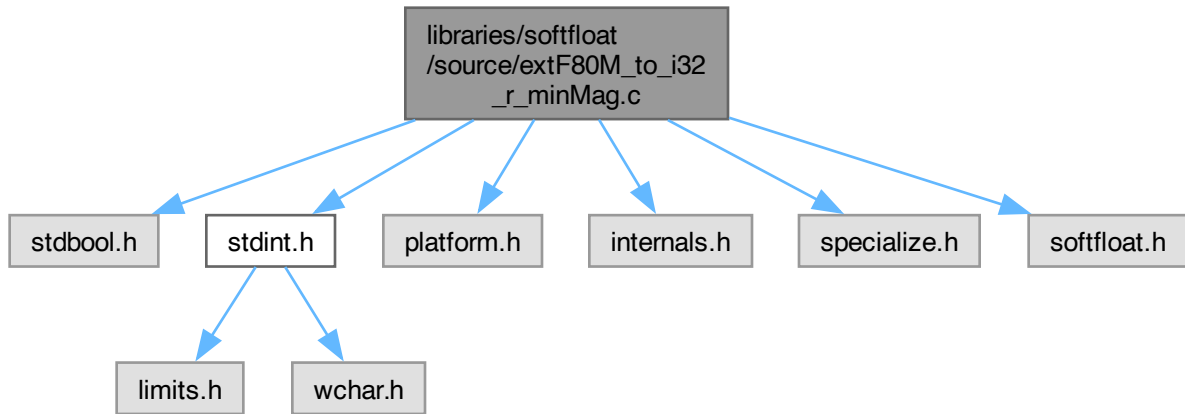 libraries/softfloat
/source/extF80M_to_i32
_r_minMag.c
stdbool.h
stdint.h
platform.h
internals.h
specialize.h
softfloat.h
limits.h
wchar.h